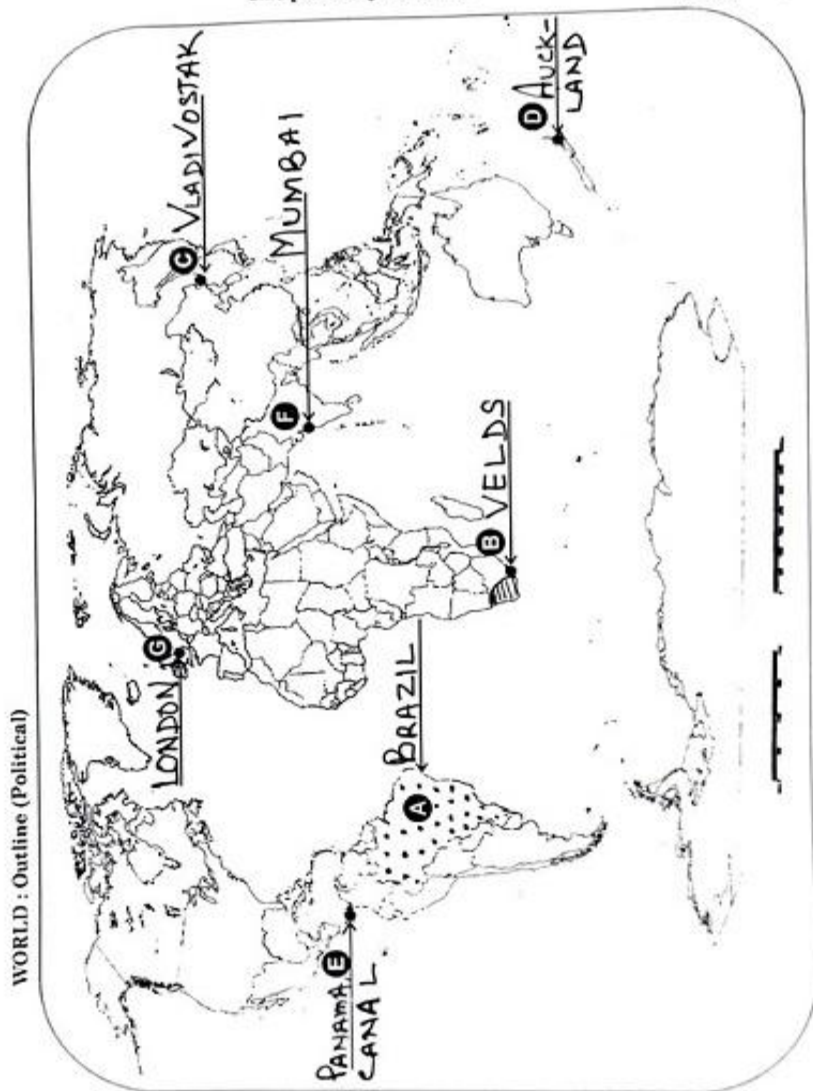 WORLD : Outline (Political)
C VLADIVOSTAK
MUMBAI
F
D AUCK-
LAND
G
LONDON
B VELDS
BRAZIL
A
PANAMA E
CANAL